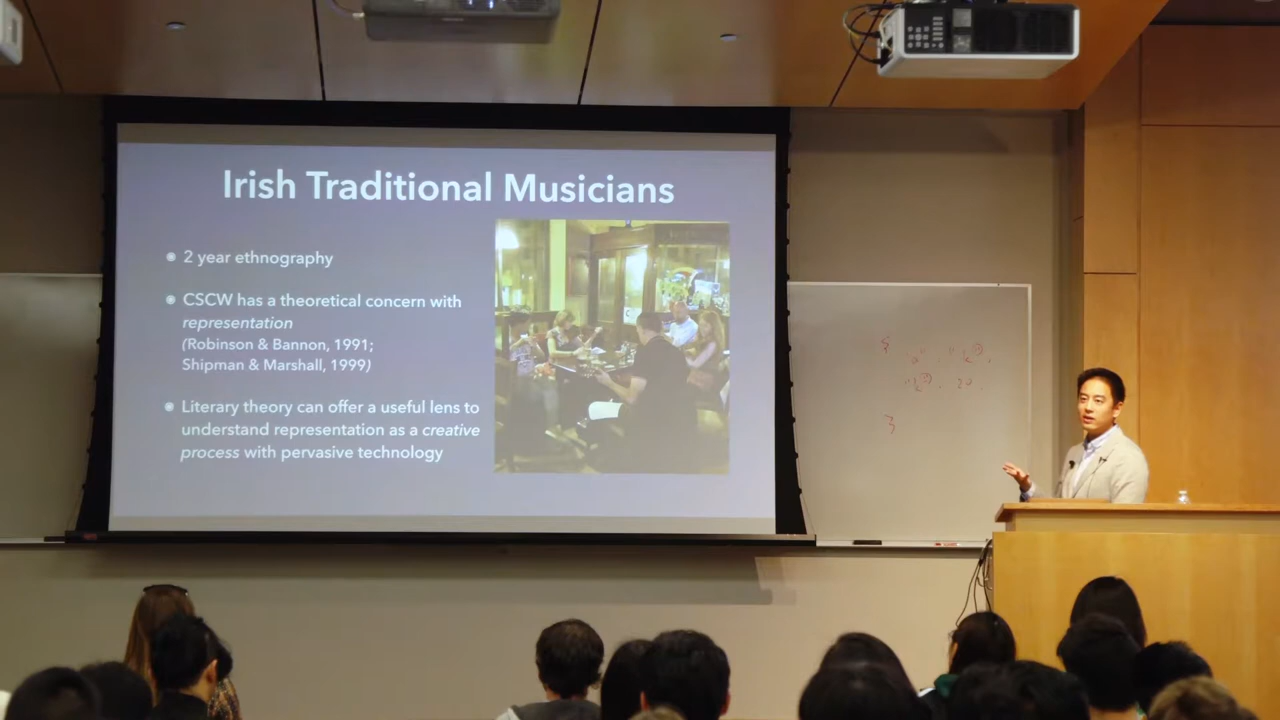 Irish Traditional Musicians
2 year ethnography
CSCW has a theoretical concern with
representation
(Robinson & Bannon, 1991;
Shipman & Marshall, 1999)
Literary theory can offer a useful lens to
understand representation as a creative
process with pervasive technology